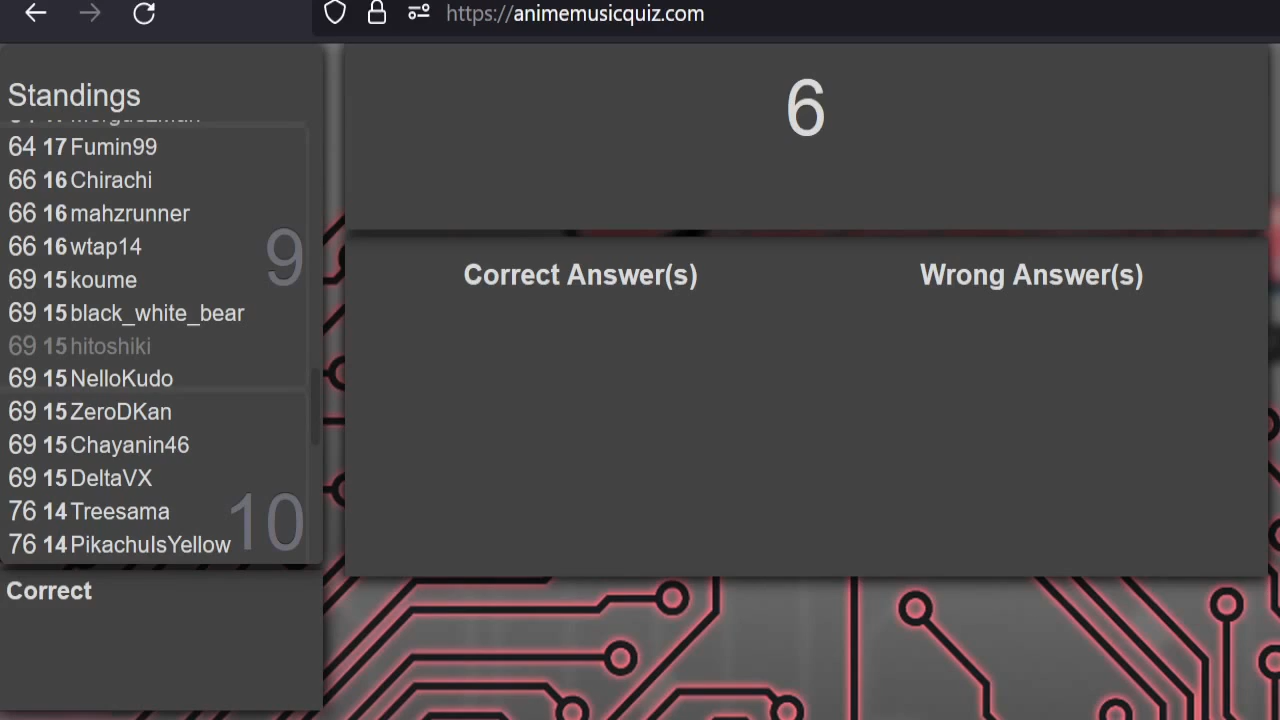 https://animemusicquiz.com
Standings
64 17 Fumin99
66 16 Chirachi
66 16 mahzrunner
66 16 wtap14
9
69 15 koume
69 15 black_white_bear
69 15 hitoshiki
69 15 NelloKudo
69 15 ZeroDKan
69 15 Chayanin46
69 15 DeltaVX
76 14 Treesama
10
76 14 PikachuIsYellow
Correct
6
Correct Answer(s)
Wrong Answer(s)